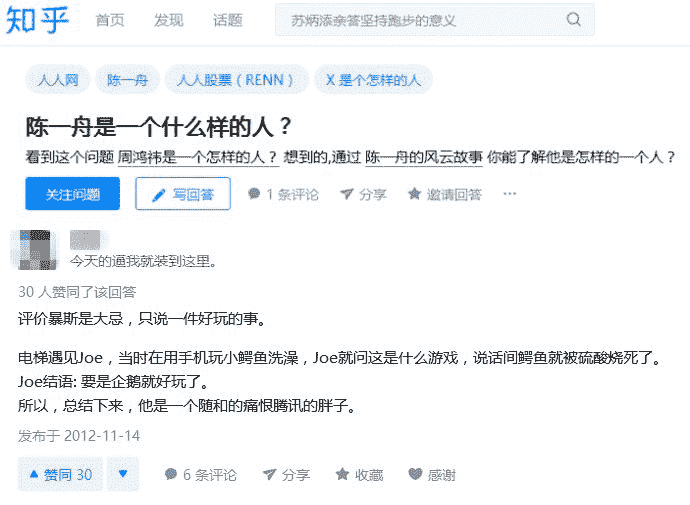 知乎 首页 发现 话题 苏炳添亲答坚持跑步的意义
人人网 陈一舟 人人股票（RENN） X 是个怎样的人
陈一舟是一个什么样的人？
看到这个问题 周鸿祎是一个怎样的人？ 想到的,通过 陈一舟的风云故事 你能了解他是怎样的一个人？
关注问题 写回答 1 条评论 分享 邀请回答 ···
今天的逼我就装到这里。
30 人赞同了该回答
评价暴斯是大忌，只说一件好玩的事。
电梯遇见Joe，当时在用手机玩小鳄鱼洗澡，Joe就问这是什么游戏，说话间鳄鱼就被硫酸烧死了。
Joe结语: 要是企鹅就好玩了。
所以，总结下来，他是一个随和的痛恨腾讯的胖子。
发布于 2012-11-14
赞同 30 6 条评论 分享 收藏 感谢